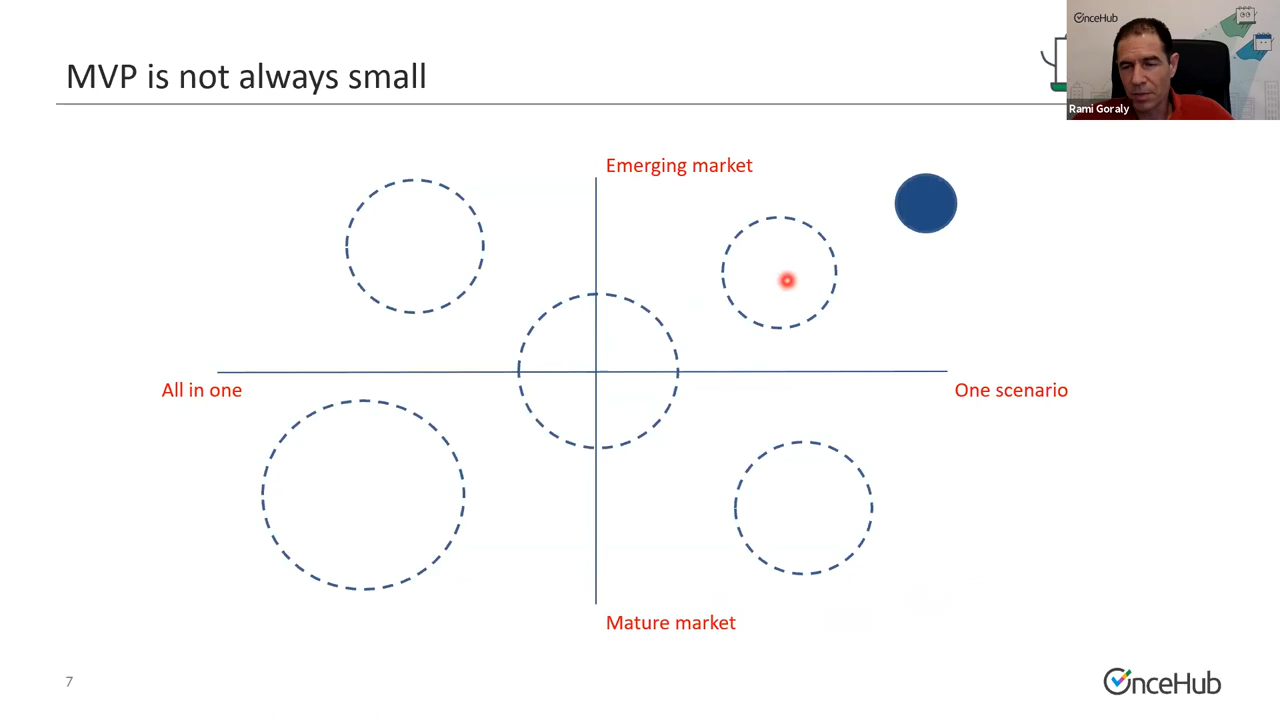 MVP is not always small
OnceHub
Rami Goraly
Emerging market
All in one
One scenario
Mature market
7
OnceHub